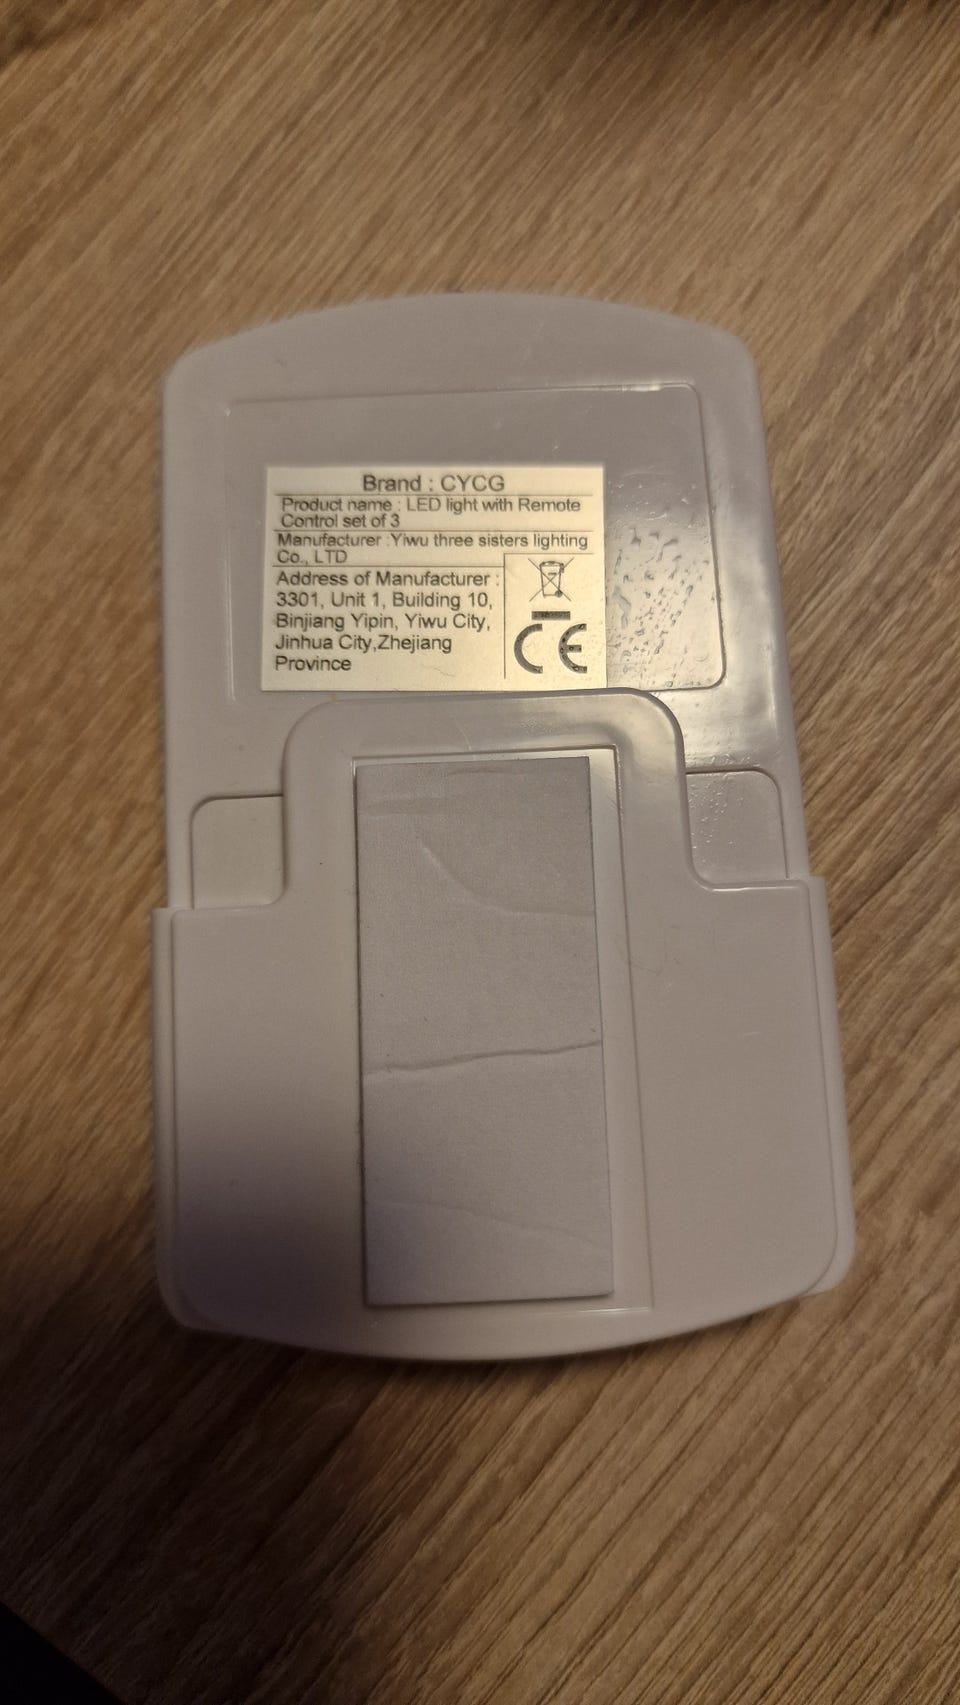 Brand : CYCG
Product name : LED light with Remote
Control set of 3
Manufacturer :Yiwu three sisters lighting
Co., LTD
Address of Manufacturer :
3301, Unit 1, Building 10,
Binjiang Yipin, Yiwu City,
Jinhua City,Zhejiang
Province
CE